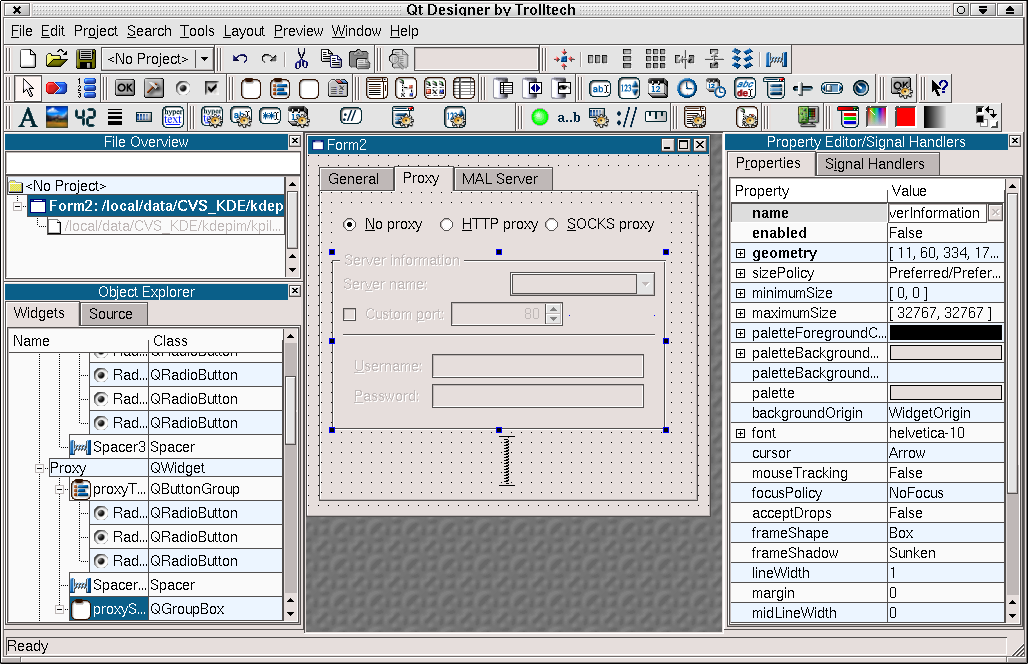 Qt Designer by Trolltech
File Edit Project Search Tools Layout Preview Window Help
<No Project>
File Overview
<No Project>
Form2: /local/data/CVS_KDE/kdep
/local/data/CVS_KDE/kdepim/kpil...
Object Explorer
Widgets Source
Name Class
Rad... QRadioButton
Rad... QRadioButton
Rad... QRadioButton
Rad... QRadioButton
Spacer3 Spacer
Proxy QWidget
proxyT... QButtonGroup
Rad... QRadioButton
Rad... QRadioButton
Rad... QRadioButton
Spacer... Spacer
proxyS... QGroupBox
Form2
General Proxy MAL Server
No proxy HTTP proxy SOCKS proxy
Server information
Server name:
Custom port: 80
Username:
Password:
Property Editor/Signal Handlers
Properties Signal Handlers
Property Value
name verInformation
enabled False
geometry [ 11, 60, 334, 17...
sizePolicy Preferred/Prefer...
minimumSize [ 0, 0 ]
maximumSize [ 32767, 32767 ]
paletteForegroundC...
paletteBackground...
paletteBackground...
palette
backgroundOrigin WidgetOrigin
font helvetica-10
cursor Arrow
mouseTracking False
focusPolicy NoFocus
acceptDrops False
frameShape Box
frameShadow Sunken
lineWidth 1
margin 0
midLineWidth 0
Ready